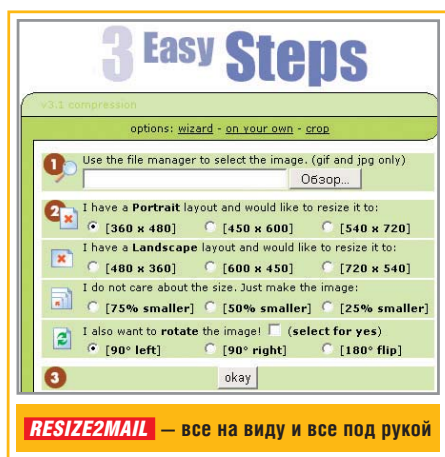 3 Easy Steps
v3.1 compression
options: wizard - on your own - crop
1 Use the file manager to select the image. (gif and jpg only)
Обзор...
2 I have a Portrait layout and would like to resize it to:
[360 x 480] [450 x 600] [540 x 720]
I have a Landscape layout and would like to resize it to:
[480 x 360] [600 x 450] [720 x 540]
I do not care about the size. Just make the image:
[75% smaller] [50% smaller] [25% smaller]
I also want to rotate the image! (select for yes)
[90° left] [90° right] [180° flip]
3 okay
RESIZE2MAIL — все на виду и все под рукой